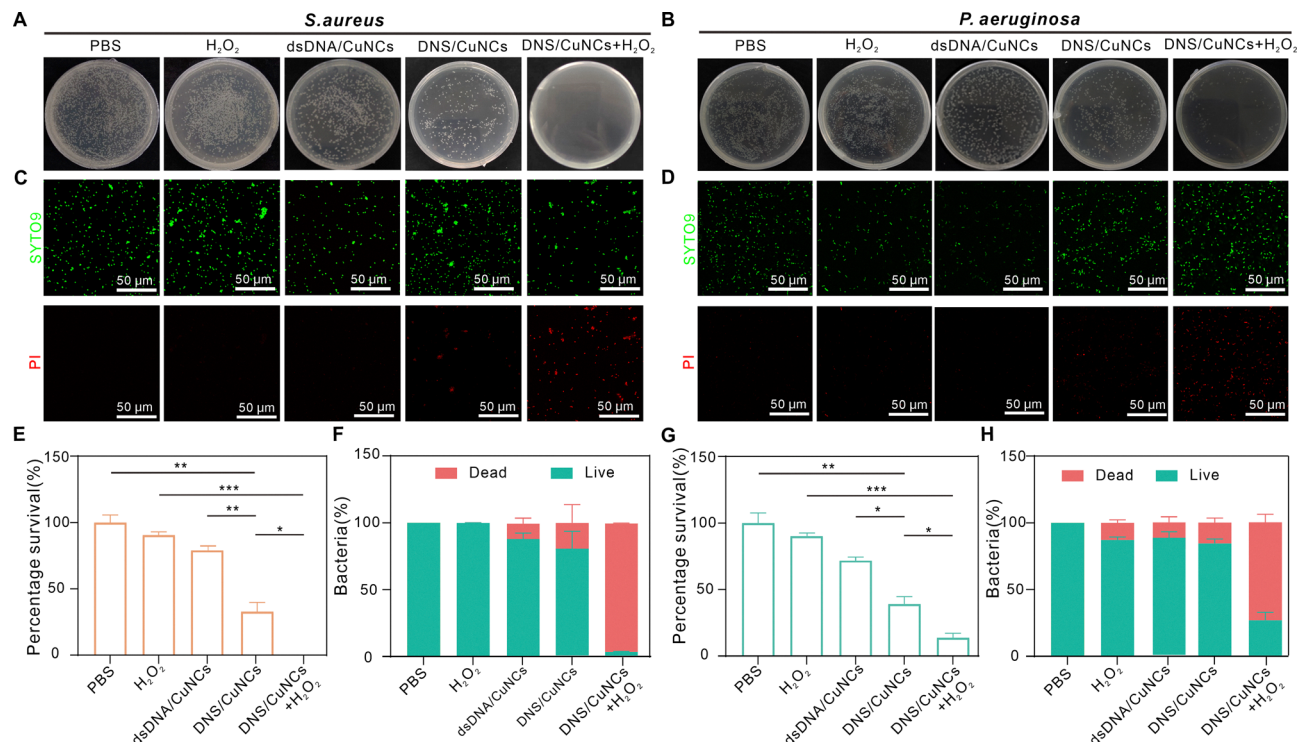 A
S.aureus
PBS
H₂O₂
dsDNA/CuNCs
DNS/CuNCs
DNS/CuNCs+H₂O₂
B
P. aeruginosa
PBS
H₂O₂
dsDNA/CuNCs
DNS/CuNCs
DNS/CuNCs+H₂O₂
C
SYTO9
50 µm
50 µm
50 µm
50 µm
50 µm
PI
50 µm
50 µm
50 µm
50 µm
50 µm
D
SYTO9
50 µm
50 µm
50 µm
50 µm
50 µm
PI
50 µm
50 µm
50 µm
50 µm
50 µm
E
Percentage survival(%)
150
100
50
0
**
***
**
*
PBS
H₂O₂
dsDNA/CuNCs
DNS/CuNCs
DNS/CuNCs
+H₂O₂
F
Bacteria(%)
150
100
50
0
Dead
Live
PBS
H₂O₂
dsDNA/CuNCs
DNS/CuNCs
DNS/CuNCs
+H₂O₂
G
Percentage survival(%)
150
100
50
0
**
***
*
*
PBS
H₂O₂
dsDNA/CuNCs
DNS/CuNCs
DNS/CuNCs
+H₂O₂
H
Bacteria(%)
150
100
50
0
Dead
Live
PBS
H₂O₂
dsDNA/CuNCs
DNS/CuNCs
DNS/CuNCs
+H₂O₂